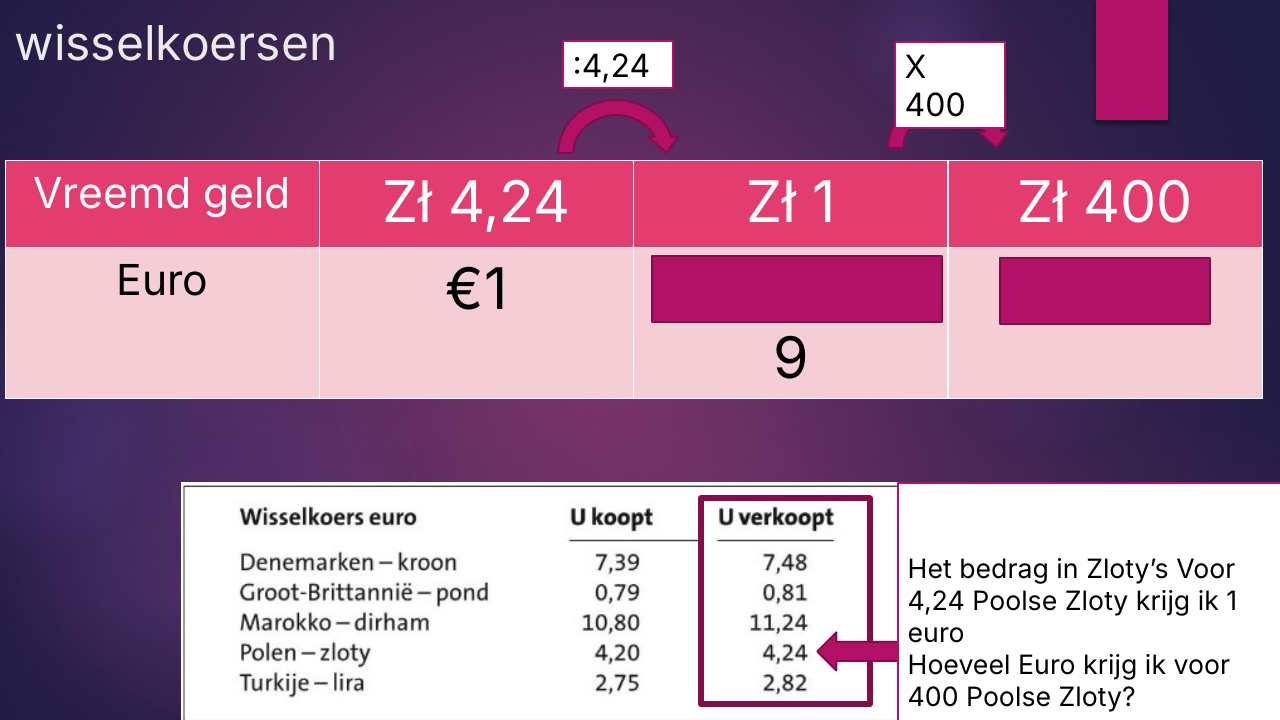 wisselkoersen
:4,24
X
400
Vreemd geld Zł 4,24 Zł 1 Zł 400
Euro €1
9
Wisselkoers euro U koopt U verkoopt
Denemarken – kroon 7,39 7,48
Groot-Brittannië – pond 0,79 0,81
Marokko – dirham 10,80 11,24
Polen – zloty 4,20 4,24
Turkije – lira 2,75 2,82
Het bedrag in Zloty’s Voor
4,24 Poolse Zloty krijg ik 1
euro
Hoeveel Euro krijg ik voor
400 Poolse Zloty?